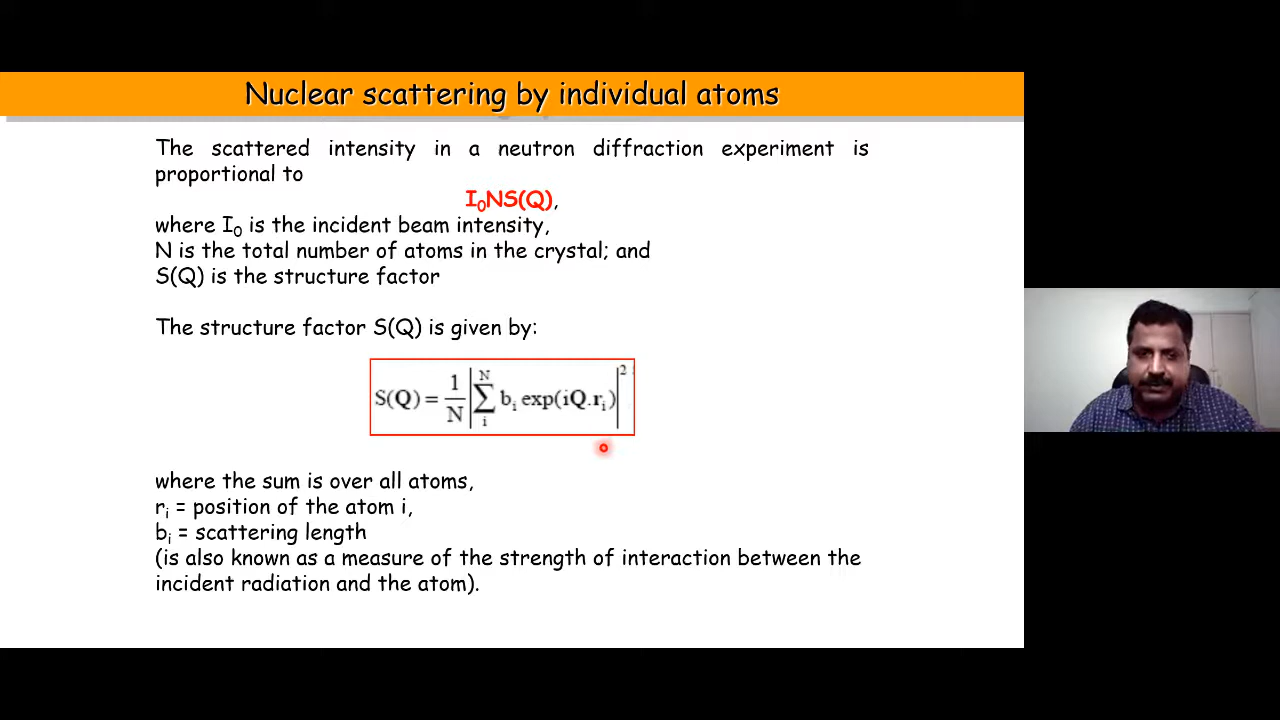 Nuclear scattering by individual atoms
The scattered intensity in a neutron diffraction experiment is
proportional to
I₀NS(Q),
where I₀ is the incident beam intensity,
N is the total number of atoms in the crystal; and
S(Q) is the structure factor
The structure factor S(Q) is given by:
S(Q) = 1/N |∑ᵢᴺ bᵢ exp(iQ.rᵢ)|²
where the sum is over all atoms,
rᵢ = position of the atom i,
bᵢ = scattering length
(is also known as a measure of the strength of interaction between the
incident radiation and the atom).